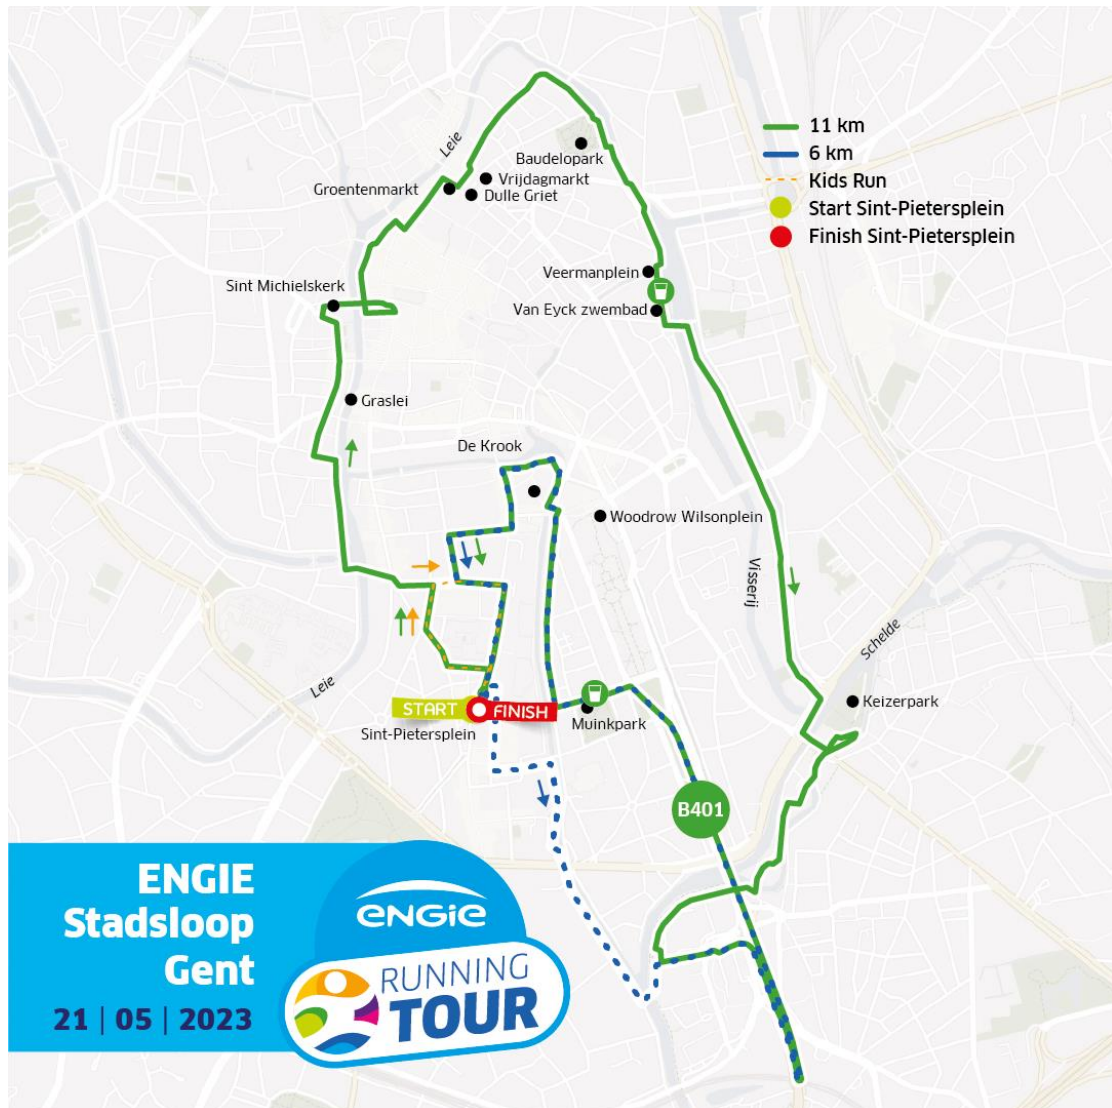 11 km
6 km
Kids Run
Start Sint-Pietersplein
Finish Sint-Pietersplein
Leie
Baudelopark
Vrijdagmarkt
Groentenmarkt
Dulle Griet
Veermanplein
Sint Michielskerk
Van Eyck zwembad
Graslei
De Krook
Woodrow Wilsonplein
Visserij
Schelde
Leie
Keizerpark
START
FINISH
Muinkpark
Sint-Pietersplein
B401
ENGIE
Stadsloop
Gent
21 | 05 | 2023
ENGIE
RUNNING
TOUR